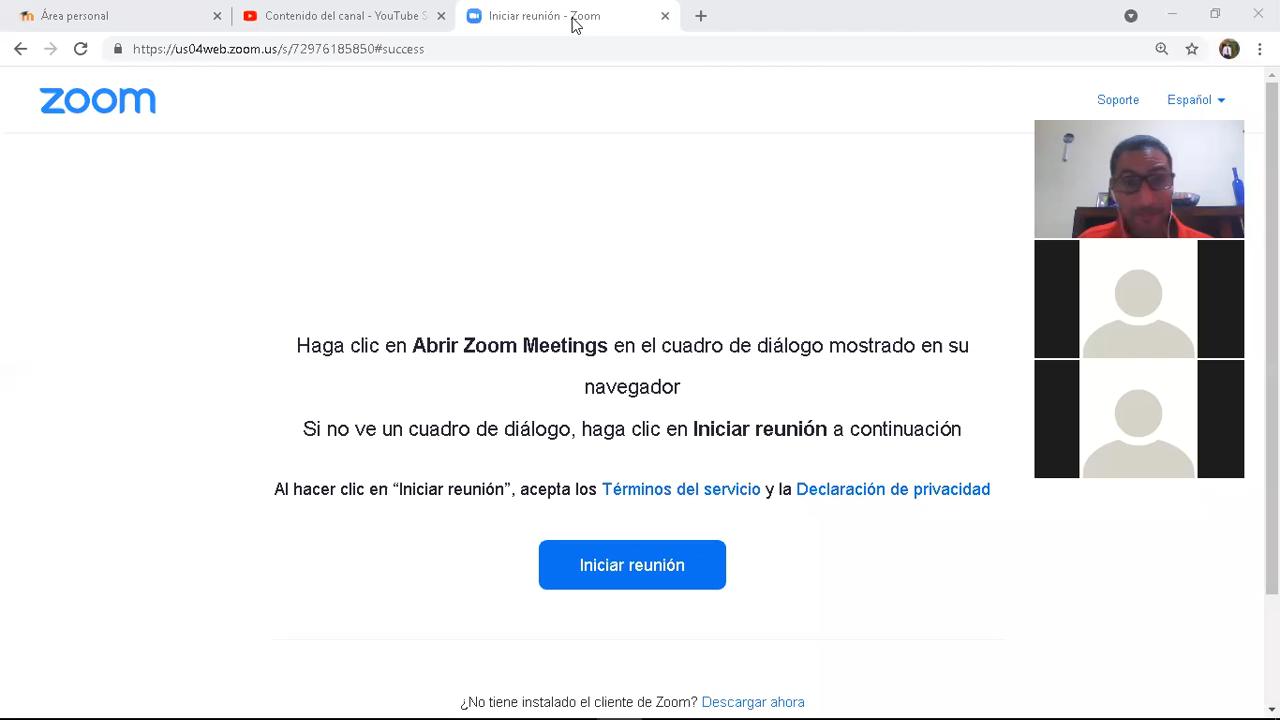 Área personal
Contenido del canal - YouTube S
Iniciar reunión - Zoom
https://us04web.zoom.us/s/72976185850#success
zoom
Soporte
Español
Haga clic en Abrir Zoom Meetings en el cuadro de diálogo mostrado en su
navegador
Si no ve un cuadro de diálogo, haga clic en Iniciar reunión a continuación
Al hacer clic en “Iniciar reunión”, acepta los Términos del servicio y la Declaración de privacidad
Iniciar reunión
¿No tiene instalado el cliente de Zoom? Descargar ahora